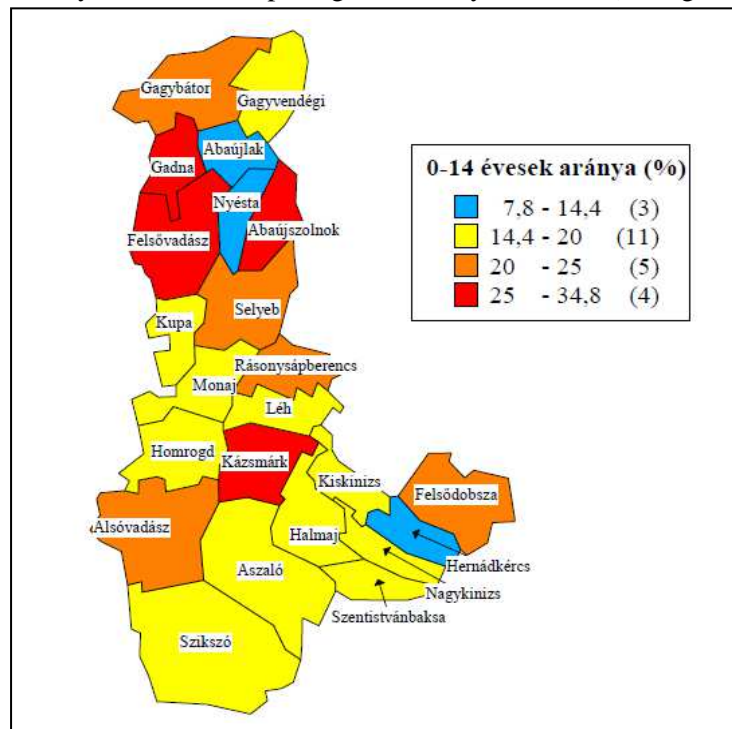 Gagybátor
Gagyvendégi
Abaújlak
Gadna
Nyésta
Abaújszolnok
Felsővadász
Selyeb
Kupa
Rásonysápberencs
Monaj
Léh
Homrogd
Kázsmárk
Kiskinizs
Felsődobsza
Alsóvadász
Halmaj
Aszaló
Hernádkércs
Nagykinizs
Szentistvánbaksa
Szikszó
0-14 évesek aránya (%)
7,8 - 14,4 (3)
14,4 - 20 (11)
20 - 25 (5)
25 - 34,8 (4)